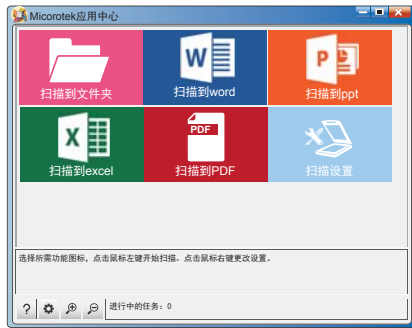 Micorotek应用中心
扫描到文件夹
W
扫描到word
P
扫描到ppt
X
扫描到excel
PDF
扫描到PDF
扫描设置
选择所需功能图标，点击鼠标左键开始扫描。点击鼠标右键更改设置。
? 进行中的任务：0